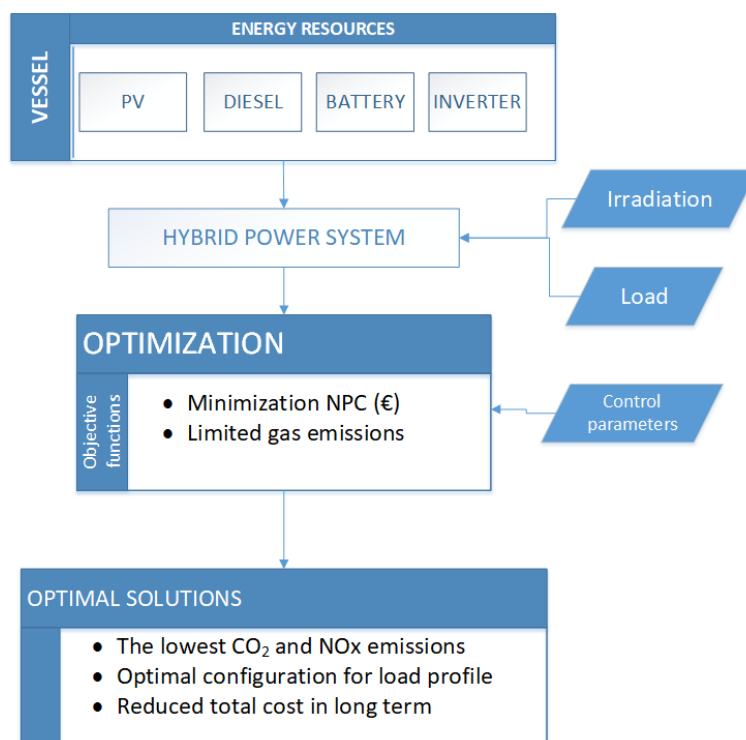 ENERGY RESOURCES
VESSEL
PV
DIESEL
BATTERY
INVERTER
Irradiation
HYBRID POWER SYSTEM
Load
OPTIMIZATION
Objective
functions
• Minimization NPC (€)
• Limited gas emissions
Control
parameters
OPTIMAL SOLUTIONS
• The lowest CO₂ and NOx emissions
• Optimal configuration for load profile
• Reduced total cost in long term